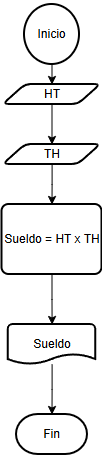 Inicio
HT
TH
Sueldo = HT x TH
Sueldo
Fin